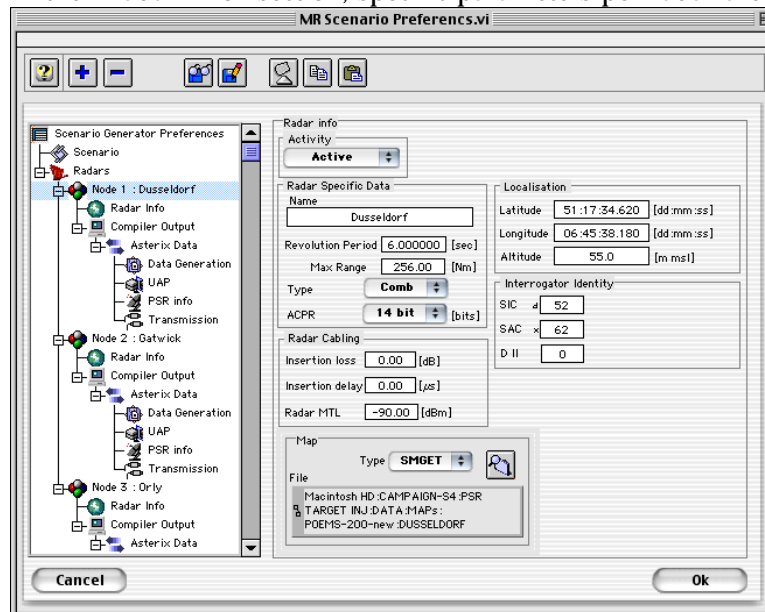 MR Scenario Preferencs.vi
Scenario Generator Preferences
Scenario
Radars
Node 1 : Dusseldorf
Radar Info
Compiler Output
Asterix Data
Data Generation
UAP
PSR info
Transmission
Node 2 : Gatwick
Radar Info
Compiler Output
Asterix Data
Data Generation
UAP
PSR info
Transmission
Node 3 : Orly
Radar Info
Compiler Output
Asterix Data
Radar info
Activity
Active
Radar Specific Data
Name
Dusseldorf
Revolution Period 6.000000 [sec]
Max Range 256.00 [Nm]
Type Comb
ACPR 14 bit [bits]
Radar Cabling
Insertion loss 0.00 [dB]
Insertion delay 0.00 [µs]
Radar MTL -90.00 [dBm]
Localisation
Latitude 51:17:34.620 [dd:mm:ss]
Longitude 06:45:38.180 [dd:mm:ss]
Altitude 55.0 [m msl]
Interrogator Identity
SIC d 52
SAC x 62
D II 0
Map
Type SMGET
File
Macintosh HD:CAMPAIGN-S4:PSR
TARGET INJ:DATA:MAPs:
POEMS-200-new:DUSSELDORF
Cancel
Ok